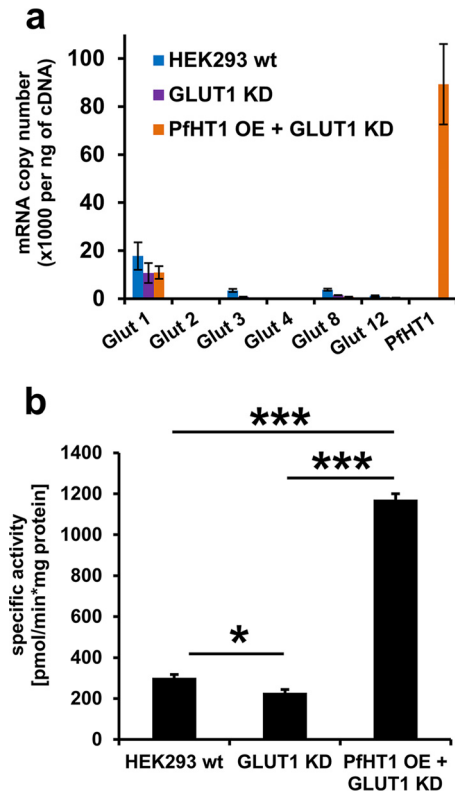 a
mRNA copy number
(x1000 per ng of cDNA)
100
80
60
40
20
0
HEK293 wt
GLUT1 KD
PfHT1 OE + GLUT1 KD
Glut 1
Glut 2
Glut 3
Glut 4
Glut 8
Glut 12
PfHT1
b
specific activity
[pmol/min*mg protein]
1400
1200
1000
800
600
400
200
0
***
***
*
HEK293 wt
GLUT1 KD
PfHT1 OE +
GLUT1 KD